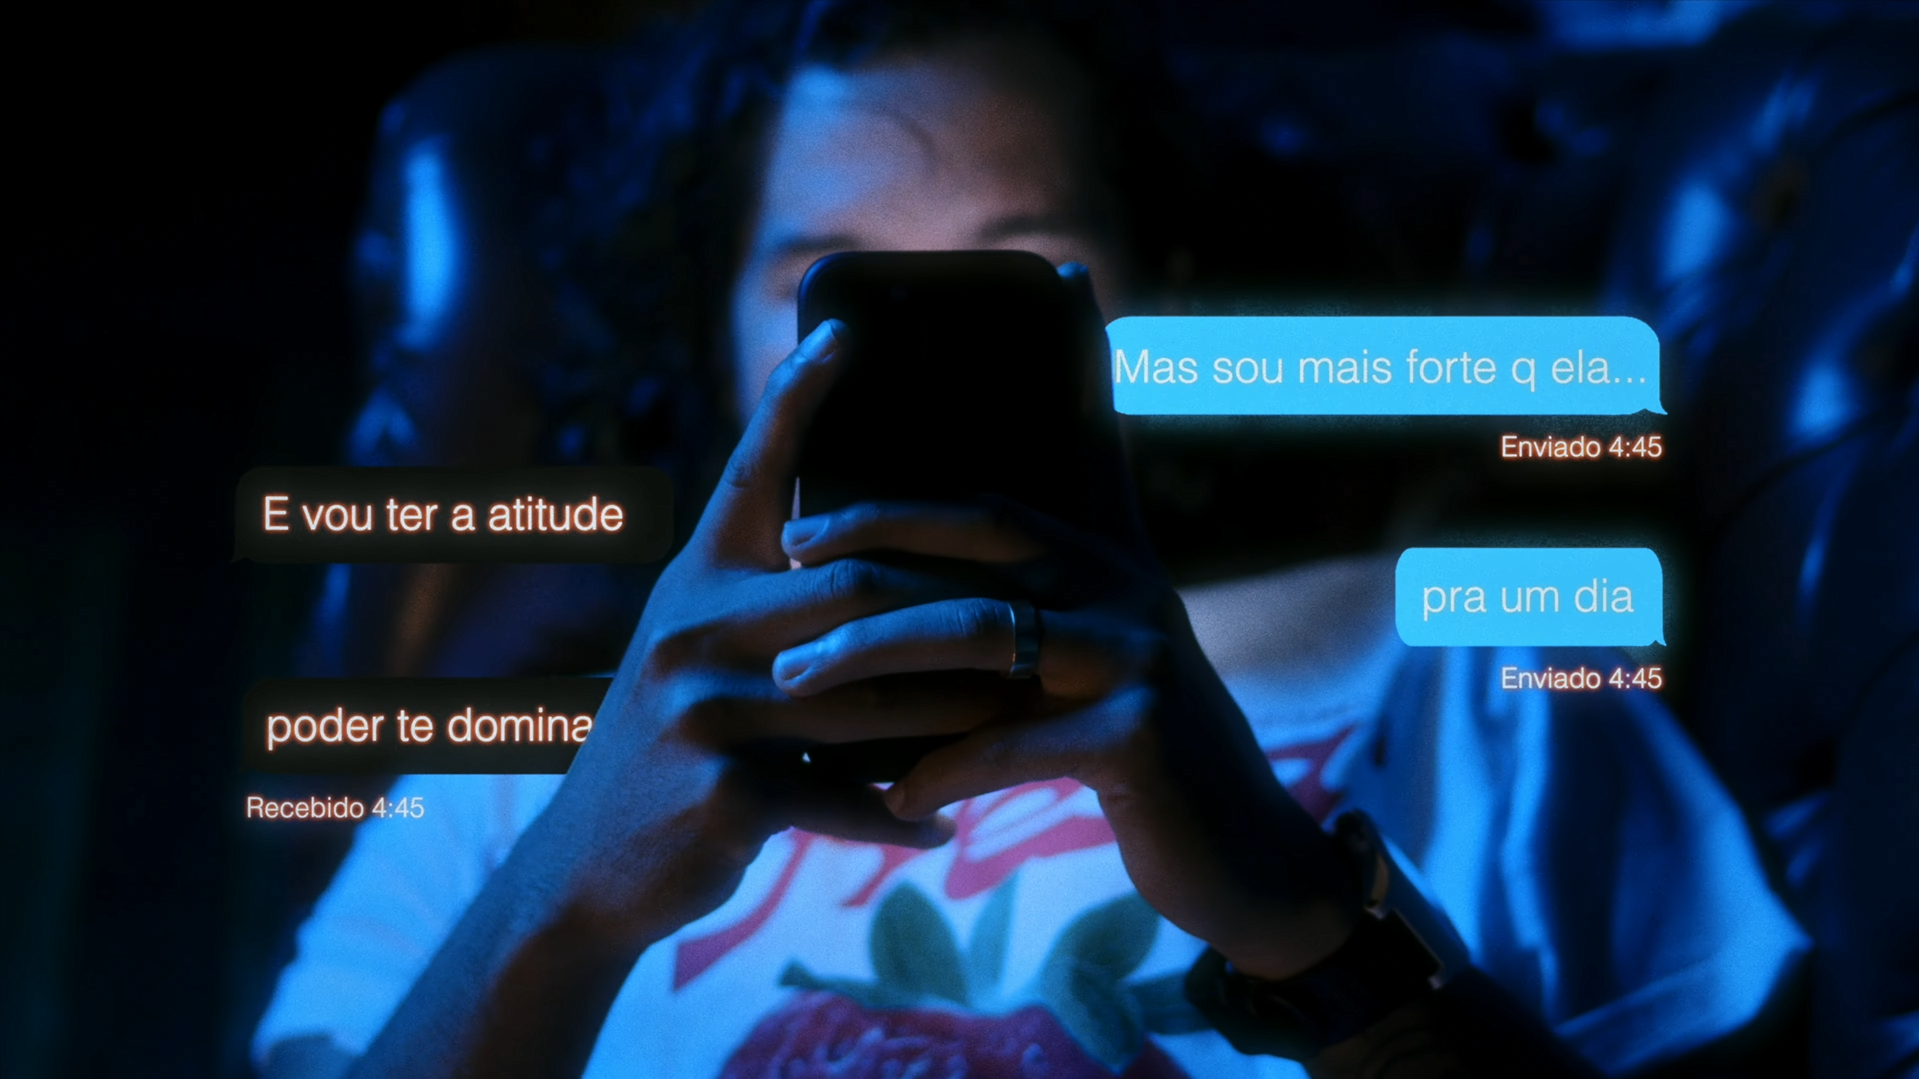 Mas sou mais forte q ela...
Enviado 4:45
E vou ter a atitude
pra um dia
Enviado 4:45
poder te domina
Recebido 4:45